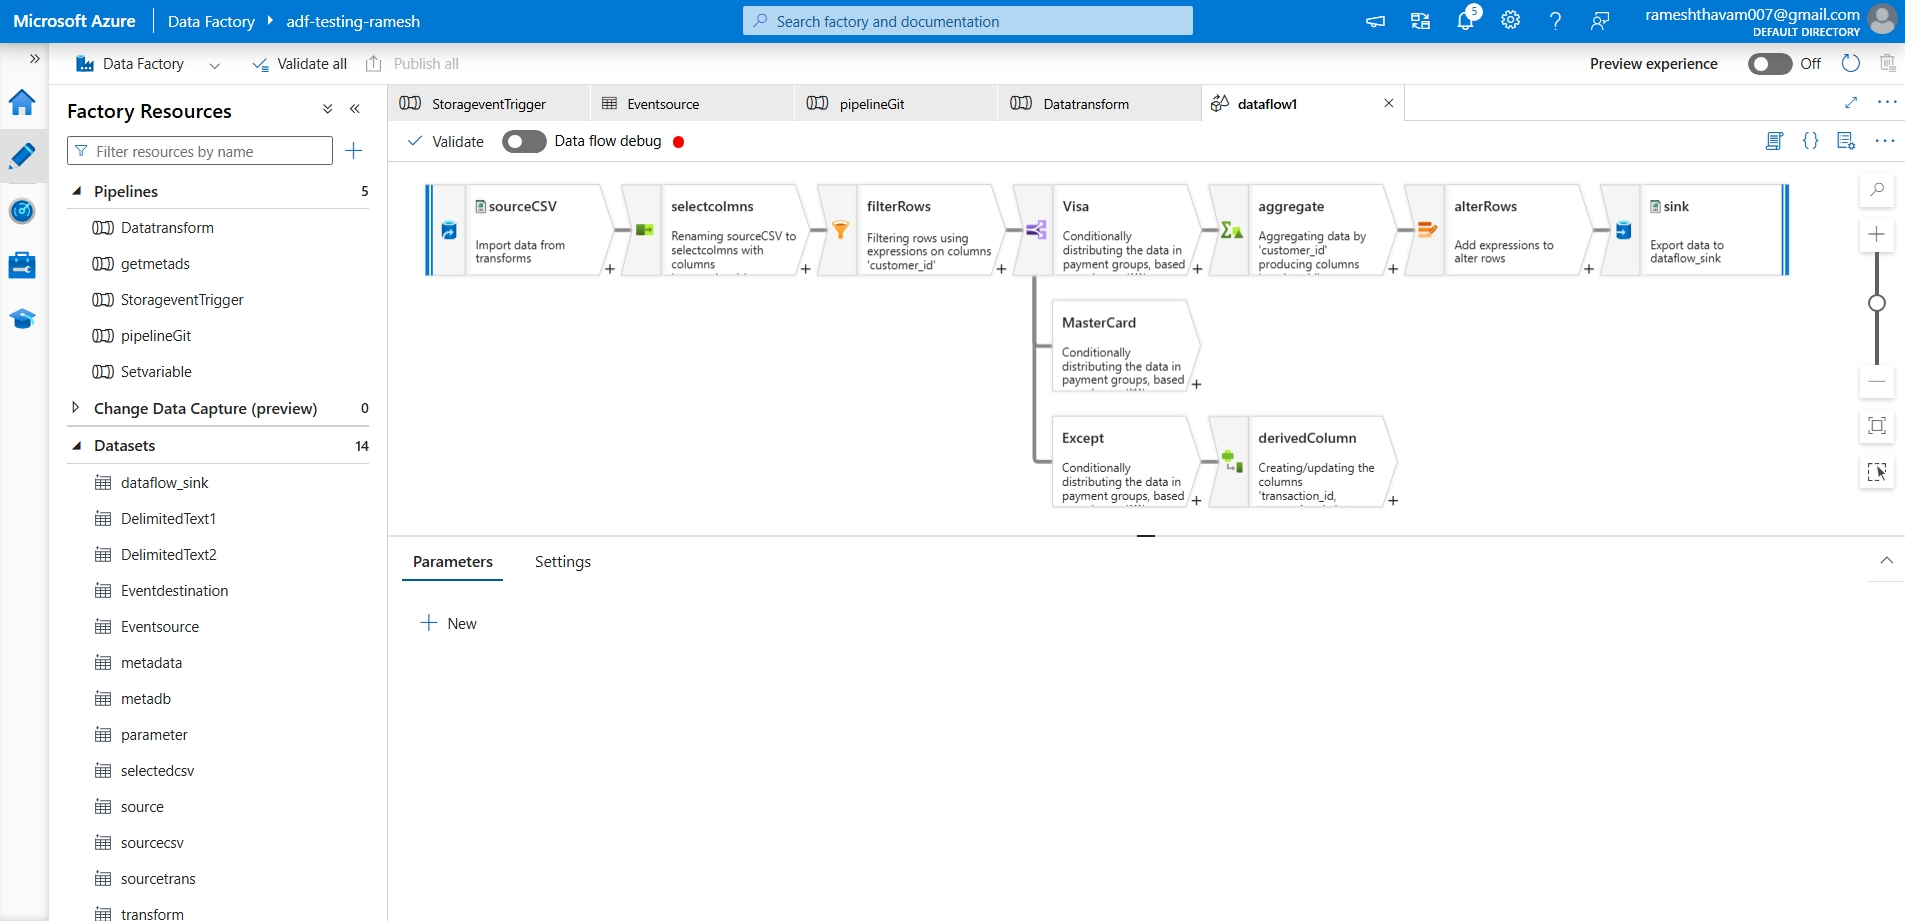 Microsoft Azure
Data Factory
adf-testing-ramesh
Search factory and documentation
5
rameshthavam007@gmail.com
DEFAULT DIRECTORY
Data Factory
Validate all
Publish all
Preview experience
Off
Factory Resources
Filter resources by name
Pipelines 5
Datatransform
getmetads
StorageventTrigger
pipelineGit
Setvariable
Change Data Capture (preview) 0
Datasets 14
dataflow_sink
DelimitedText1
DelimitedText2
Eventdestination
Eventsource
metadata
metadb
parameter
selectedcsv
source
sourcecsv
sourcetrans
transform
StorageventTrigger
Eventsource
pipelineGit
Datatransform
dataflow1
Validate
Data flow debug
sourceCSV
Import data from
transforms
selectcolmns
Renaming sourceCSV to
selectcolmns with
columns
filterRows
Filtering rows using
expressions on columns
'customer_id'
Visa
Conditionally
distributing the data in
payment groups, based
aggregate
Aggregating data by
'customer_id'
producing columns
alterRows
Add expressions to
alter rows
sink
Export data to
dataflow_sink
MasterCard
Conditionally
distributing the data in
payment groups, based
Except
Conditionally
distributing the data in
payment groups, based
derivedColumn
Creating/updating the
columns
'transaction_id,
Parameters
Settings
New